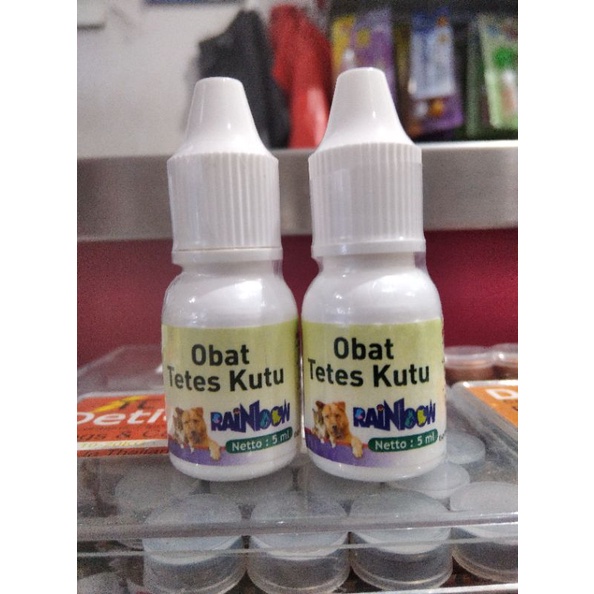 Obat
Tetes Kutu
RAiNBOW
Netto : 5 ml
Obat
Tetes Kutu
RAiNBOW
Netto : 5 ml